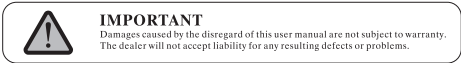 IMPORTANT
Damages caused by the disregard of this user manual are not subject to warranty.
The dealer will not accept liability for any resulting defects or problems.